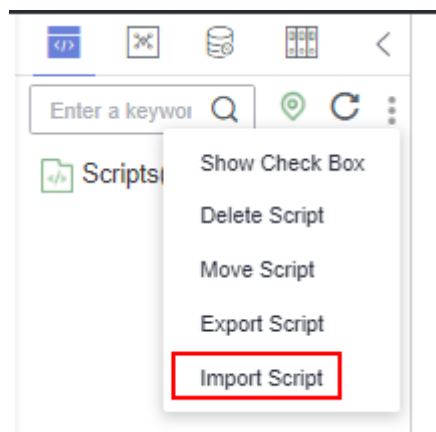 Enter a keywor
Scripts(
Show Check Box
Delete Script
Move Script
Export Script
Import Script